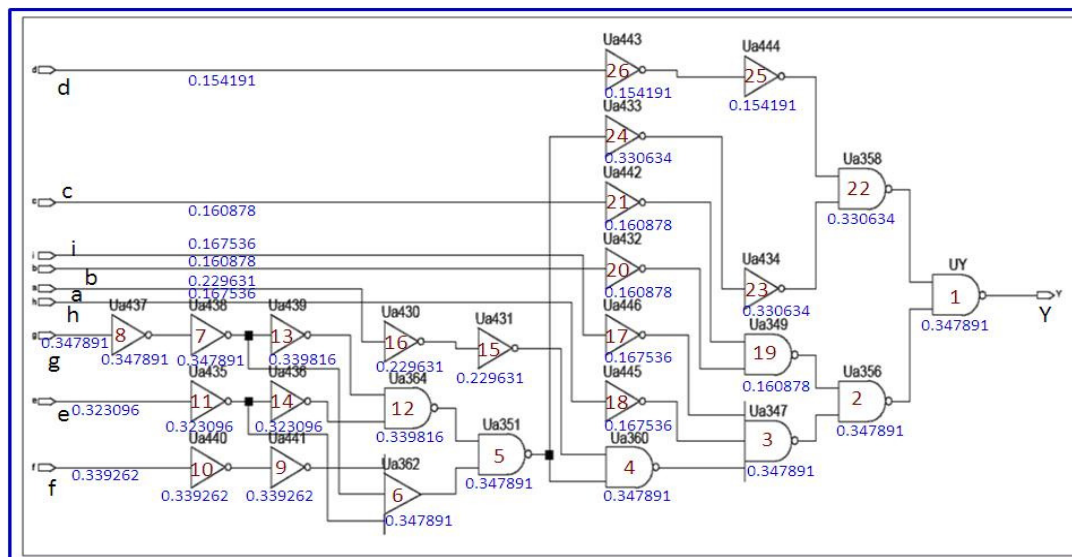 Ua443
Ua444
d
26
25
d
0.154191
0.154191
0.154191
Ua433
24
0.330634
Ua358
Ua442
22
c
c
21
0.330634
0.160878
0.160878
i
i
0.167536
Ua432
Ua434
b
0.160878
20
23
UY
b
a
0.229631
0.160878
0.330634
1
Y
h
a
0.167536
Ua446
0.347891
Y
h
Ua437
Ua438
Ua439
Ua430
Ua431
17
Ua349
g
8
7
13
16
15
0.167536
19
0.347891
0.347891
0.347891
0.339816
0.229631
0.229631
0.160878
g
Ua435
Ua436
Ua364
Ua445
Ua356
e
e
11
14
12
18
2
0.323096
0.323096
0.323096
0.339816
0.167536
0.347891
Ua440
Ua441
Ua351
Ua360
Ua347
5
4
3
f
10
9
Ua362
0.347891
0.347891
0.347891
f
0.339262
0.339262
0.339262
6
0.347891